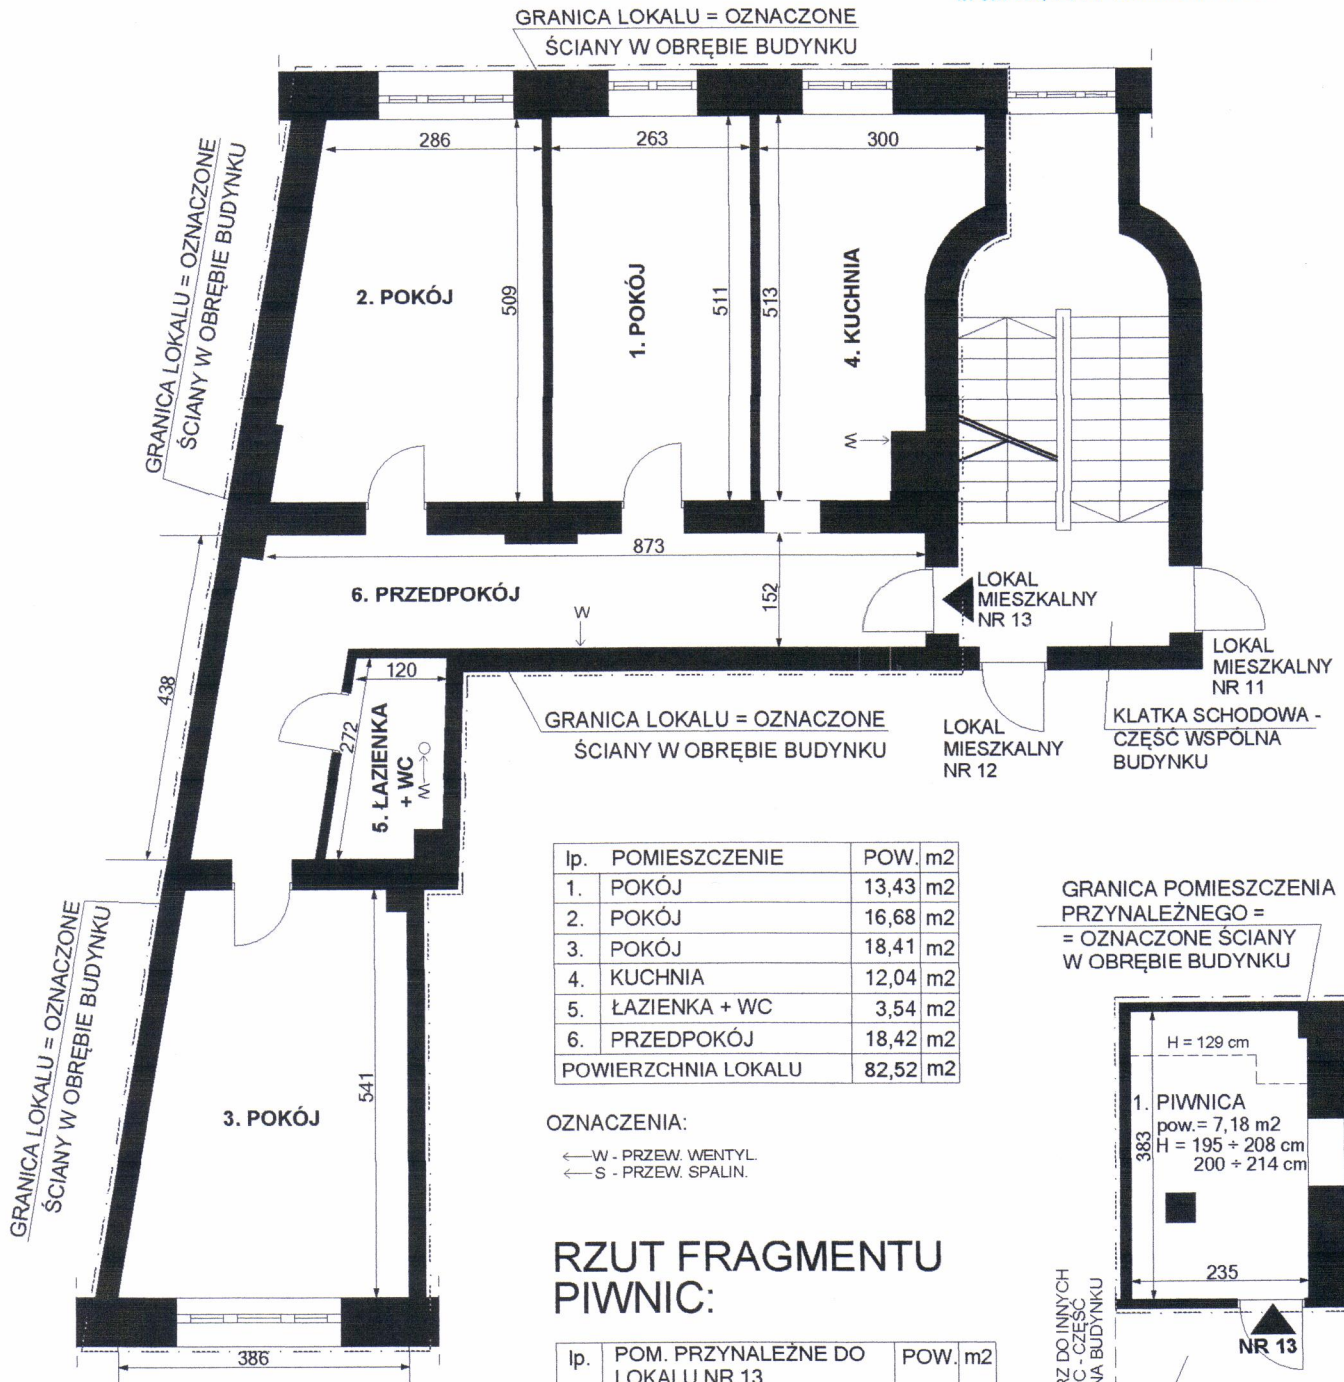 GRANICA LOKALU = OZNACZONE
ŚCIANY W OBRĘBIE BUDYNKU
GRANICA LOKALU = OZNACZONE
ŚCIANY W OBRĘBIE BUDYNKU
286
263
300
2. POKÓJ
509
1. POKÓJ
511
513
4. KUCHNIA
W
873
6. PRZEDPOKÓJ
W
152
LOKAL
MIESZKALNY
NR 13
LOKAL
MIESZKALNY
NR 11
438
120
272
5. ŁAZIENKA
+ WC
W
GRANICA LOKALU = OZNACZONE
ŚCIANY W OBRĘBIE BUDYNKU
LOKAL
MIESZKALNY
NR 12
KLATKA SCHODOWA -
CZĘŚĆ WSPÓLNA
BUDYNKU
lp. POMIESZCZENIE POW. m2
1. POKÓJ 13,43 m2
2. POKÓJ 16,68 m2
3. POKÓJ 18,41 m2
4. KUCHNIA 12,04 m2
5. ŁAZIENKA + WC 3,54 m2
6. PRZEDPOKÓJ 18,42 m2
POWIERZCHNIA LOKALU 82,52 m2
GRANICA LOKALU = OZNACZONE
ŚCIANY W OBRĘBIE BUDYNKU
541
3. POKÓJ
386
OZNACZENIA:
W - PRZEW. WENTYL.
S - PRZEW. SPALIN.
GRANICA POMIESZCZENIA
PRZYNALEŻNEGO =
= OZNACZONE ŚCIANY
W OBRĘBIE BUDYNKU
H = 129 cm
1. PIWNICA
pow.= 7,18 m2
H = 195 ÷ 208 cm
200 ÷ 214 cm
383
235
NR 13
RZUT FRAGMENTU
PIWNIC:
lp. POM. PRZYNALEŻNE DO POW. m2
LOKALU NR 13
DO INNYCH
- CZĘŚĆ
BUDYNKU